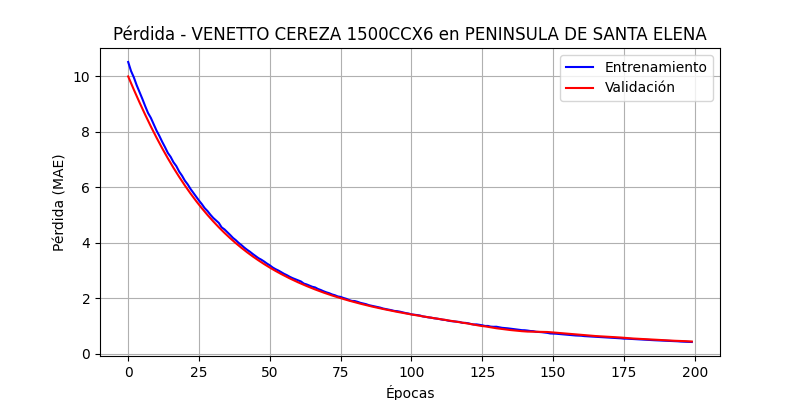 Pérdida - VENETTO CEREZA 1500CCX6 en PENINSULA DE SANTA ELENA
Entrenamiento
Validación
Pérdida (MAE)
10
8
6
4
2
0
0 25 50 75 100 125 150 175 200
Épocas